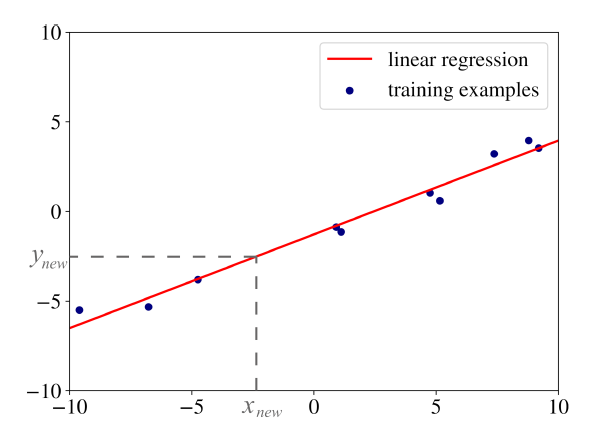 10
linear regression
training examples
5
0
y_new
−5
−10
−10 −5 x_new 0 5 10